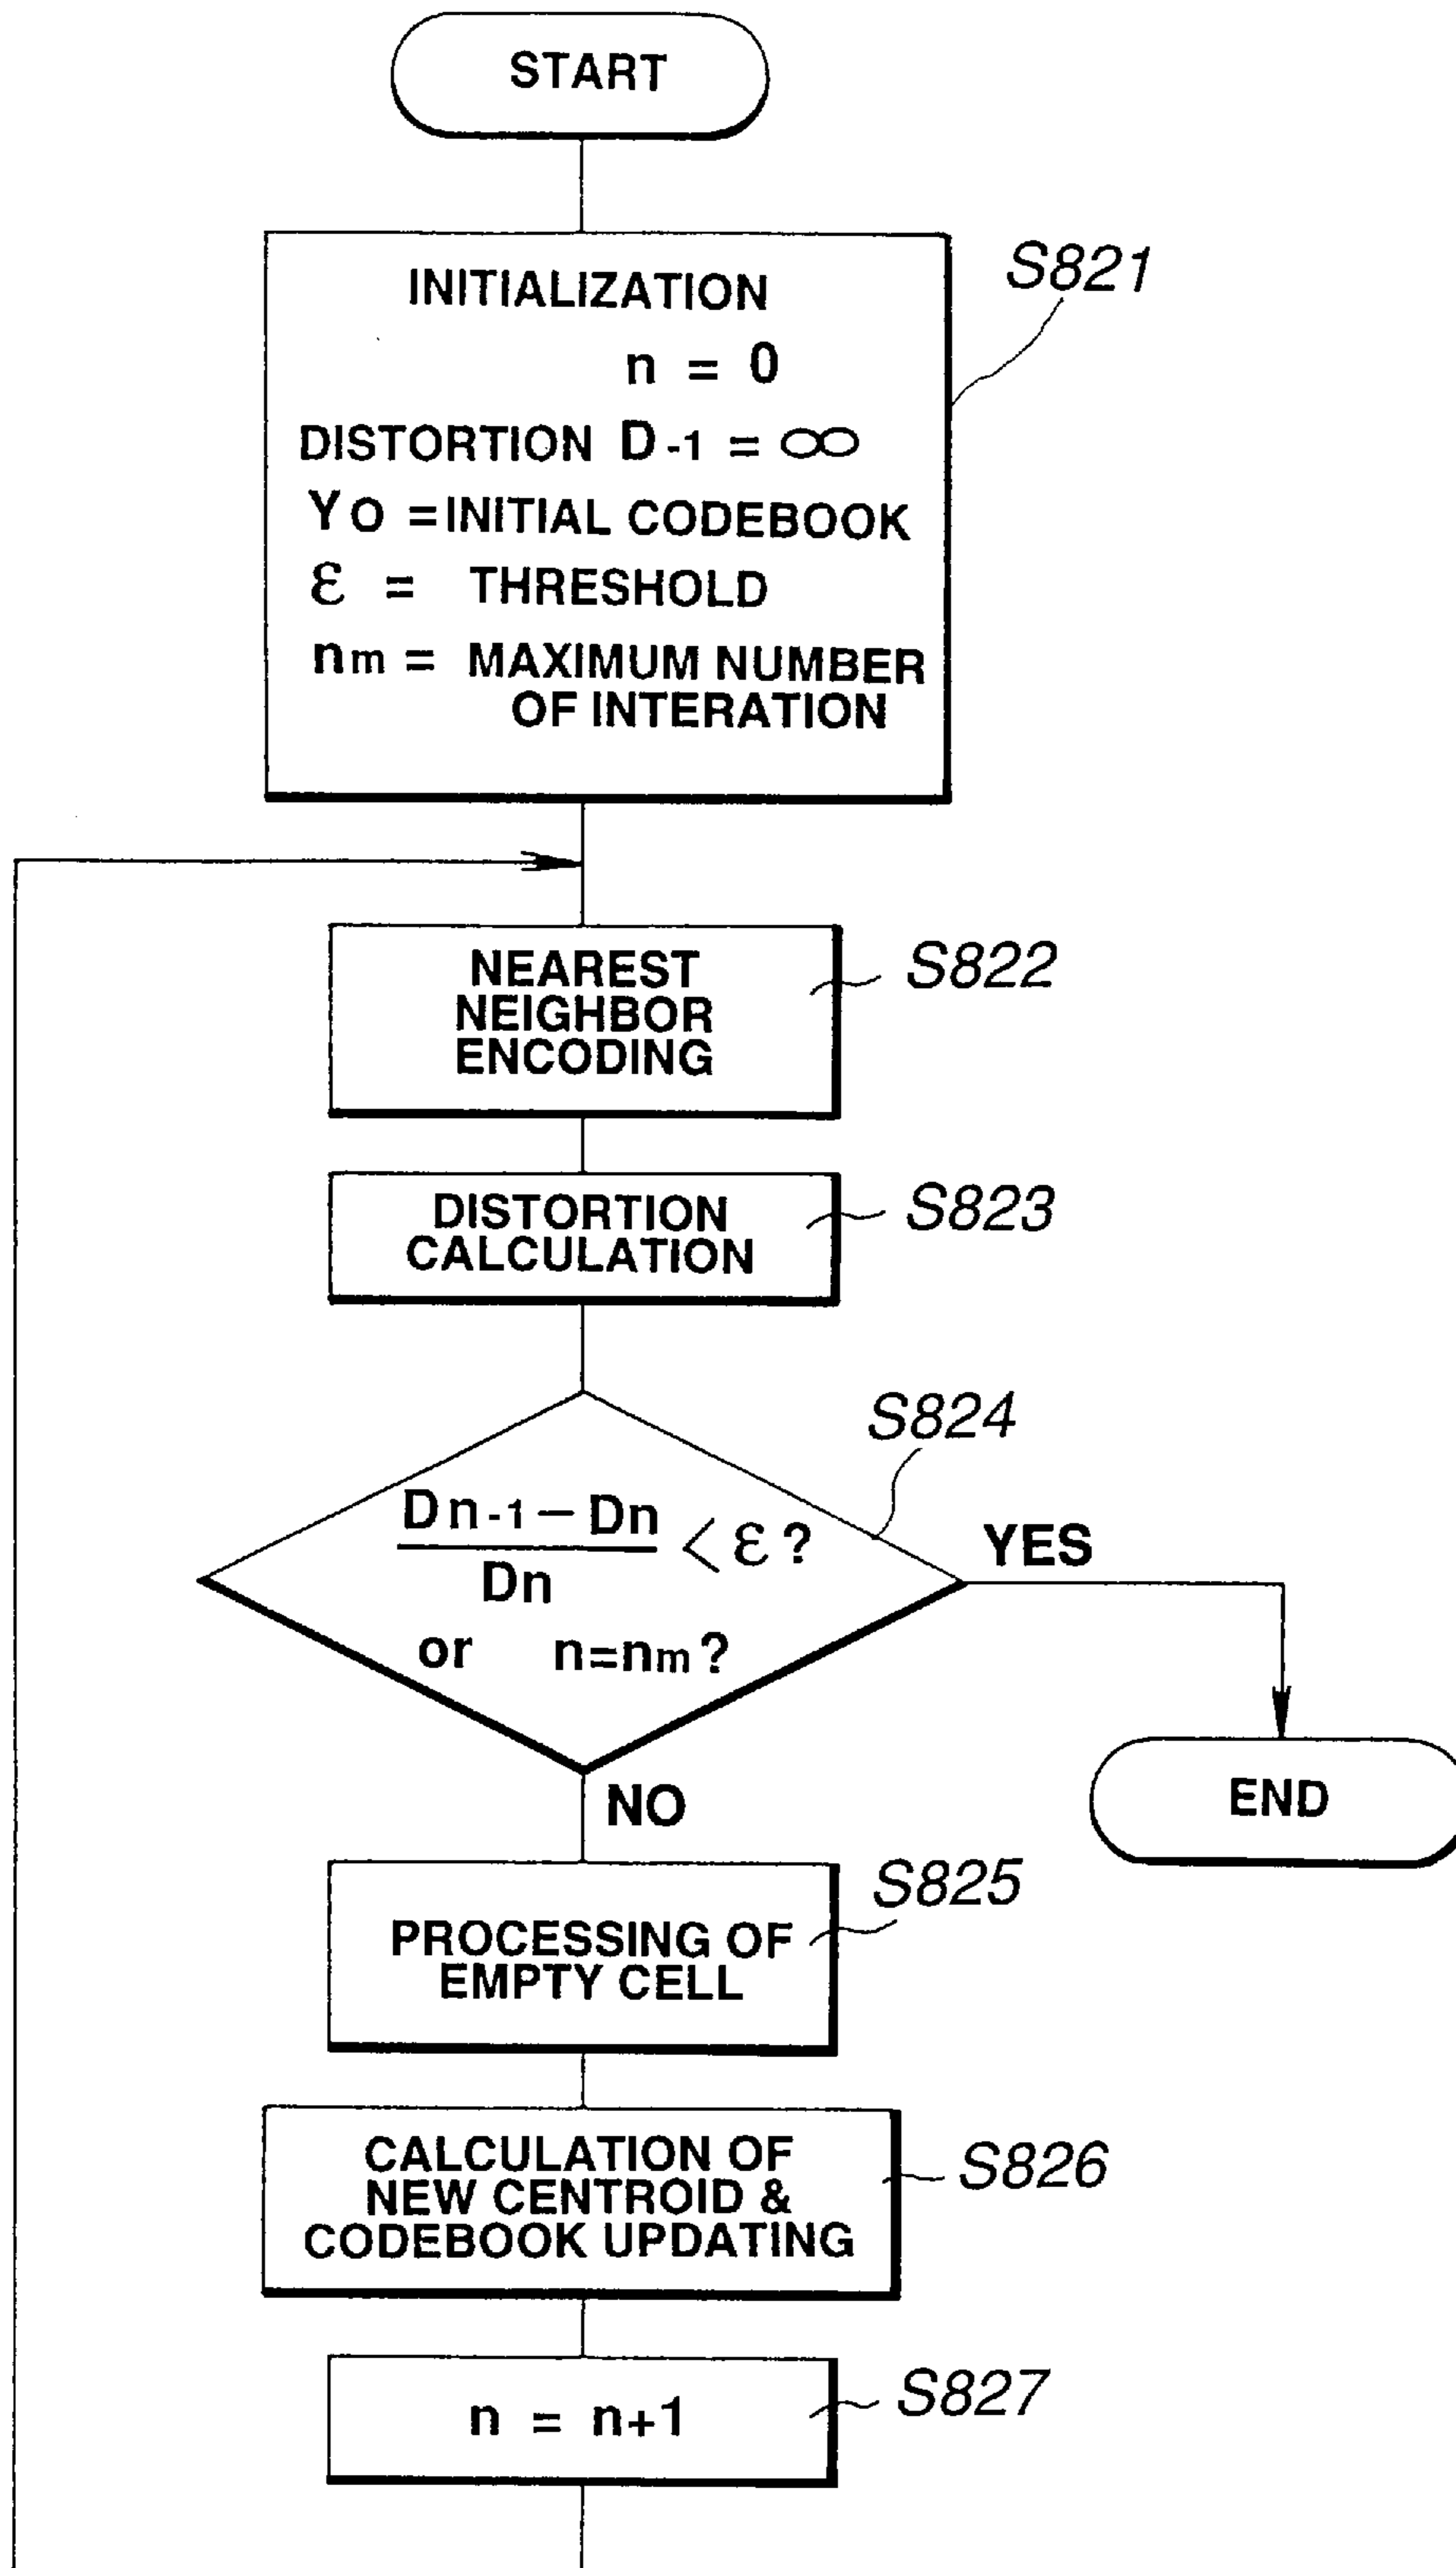 START
INITIALIZATION
S821
n = 0
DISTORTION D-1 = ∞
Y0 = INITIAL CODEBOOK
ε = THRESHOLD
nm = MAXIMUM NUMBER
OF INTERATION
NEAREST
NEIGHBOR
ENCODING
S822
DISTORTION
CALCULATION
S823
S824
Dn-1 – Dn
Dn
< ε ?
or n=nm?
YES
END
NO
S825
PROCESSING OF
EMPTY CELL
CALCULATION OF
NEW CENTROID &
CODEBOOK UPDATING
S826
n = n+1
S827